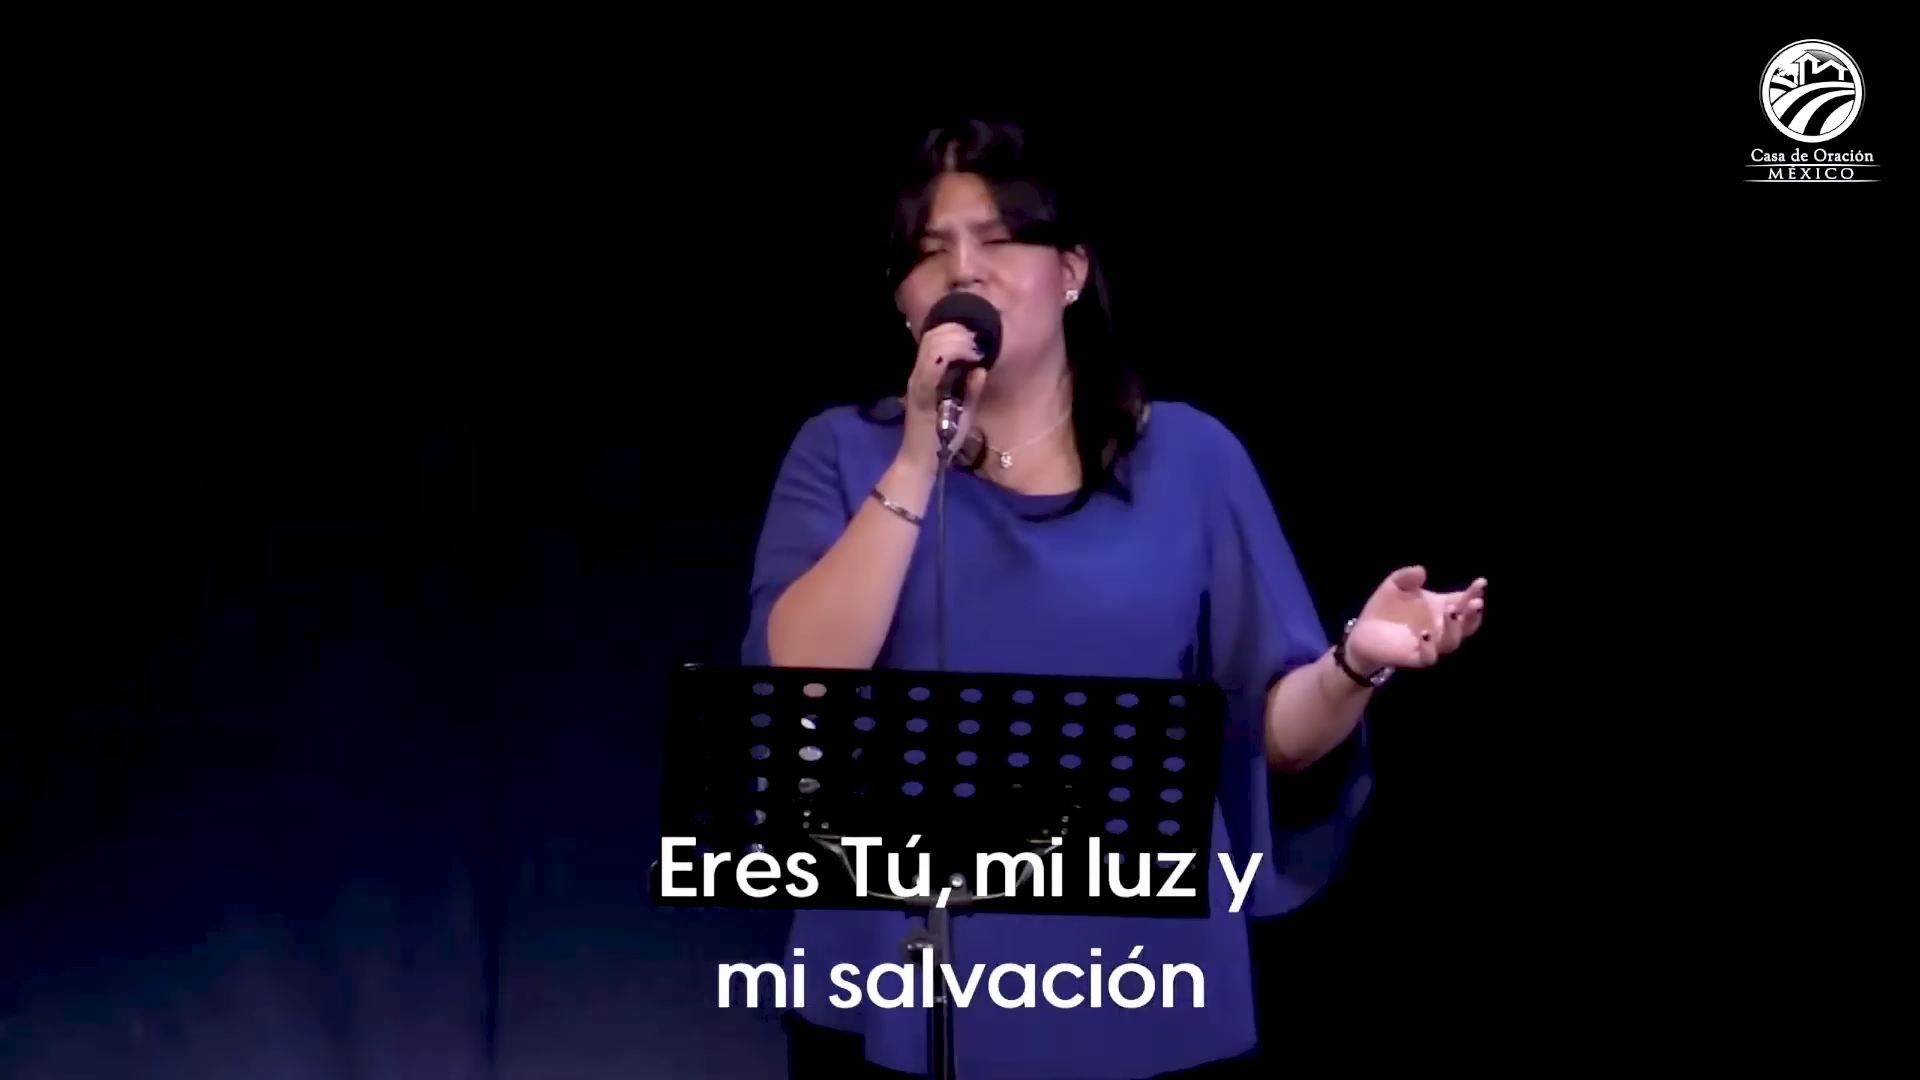 Casa de Oración
MÉXICO
Eres Tú, mi luz y
mi salvación